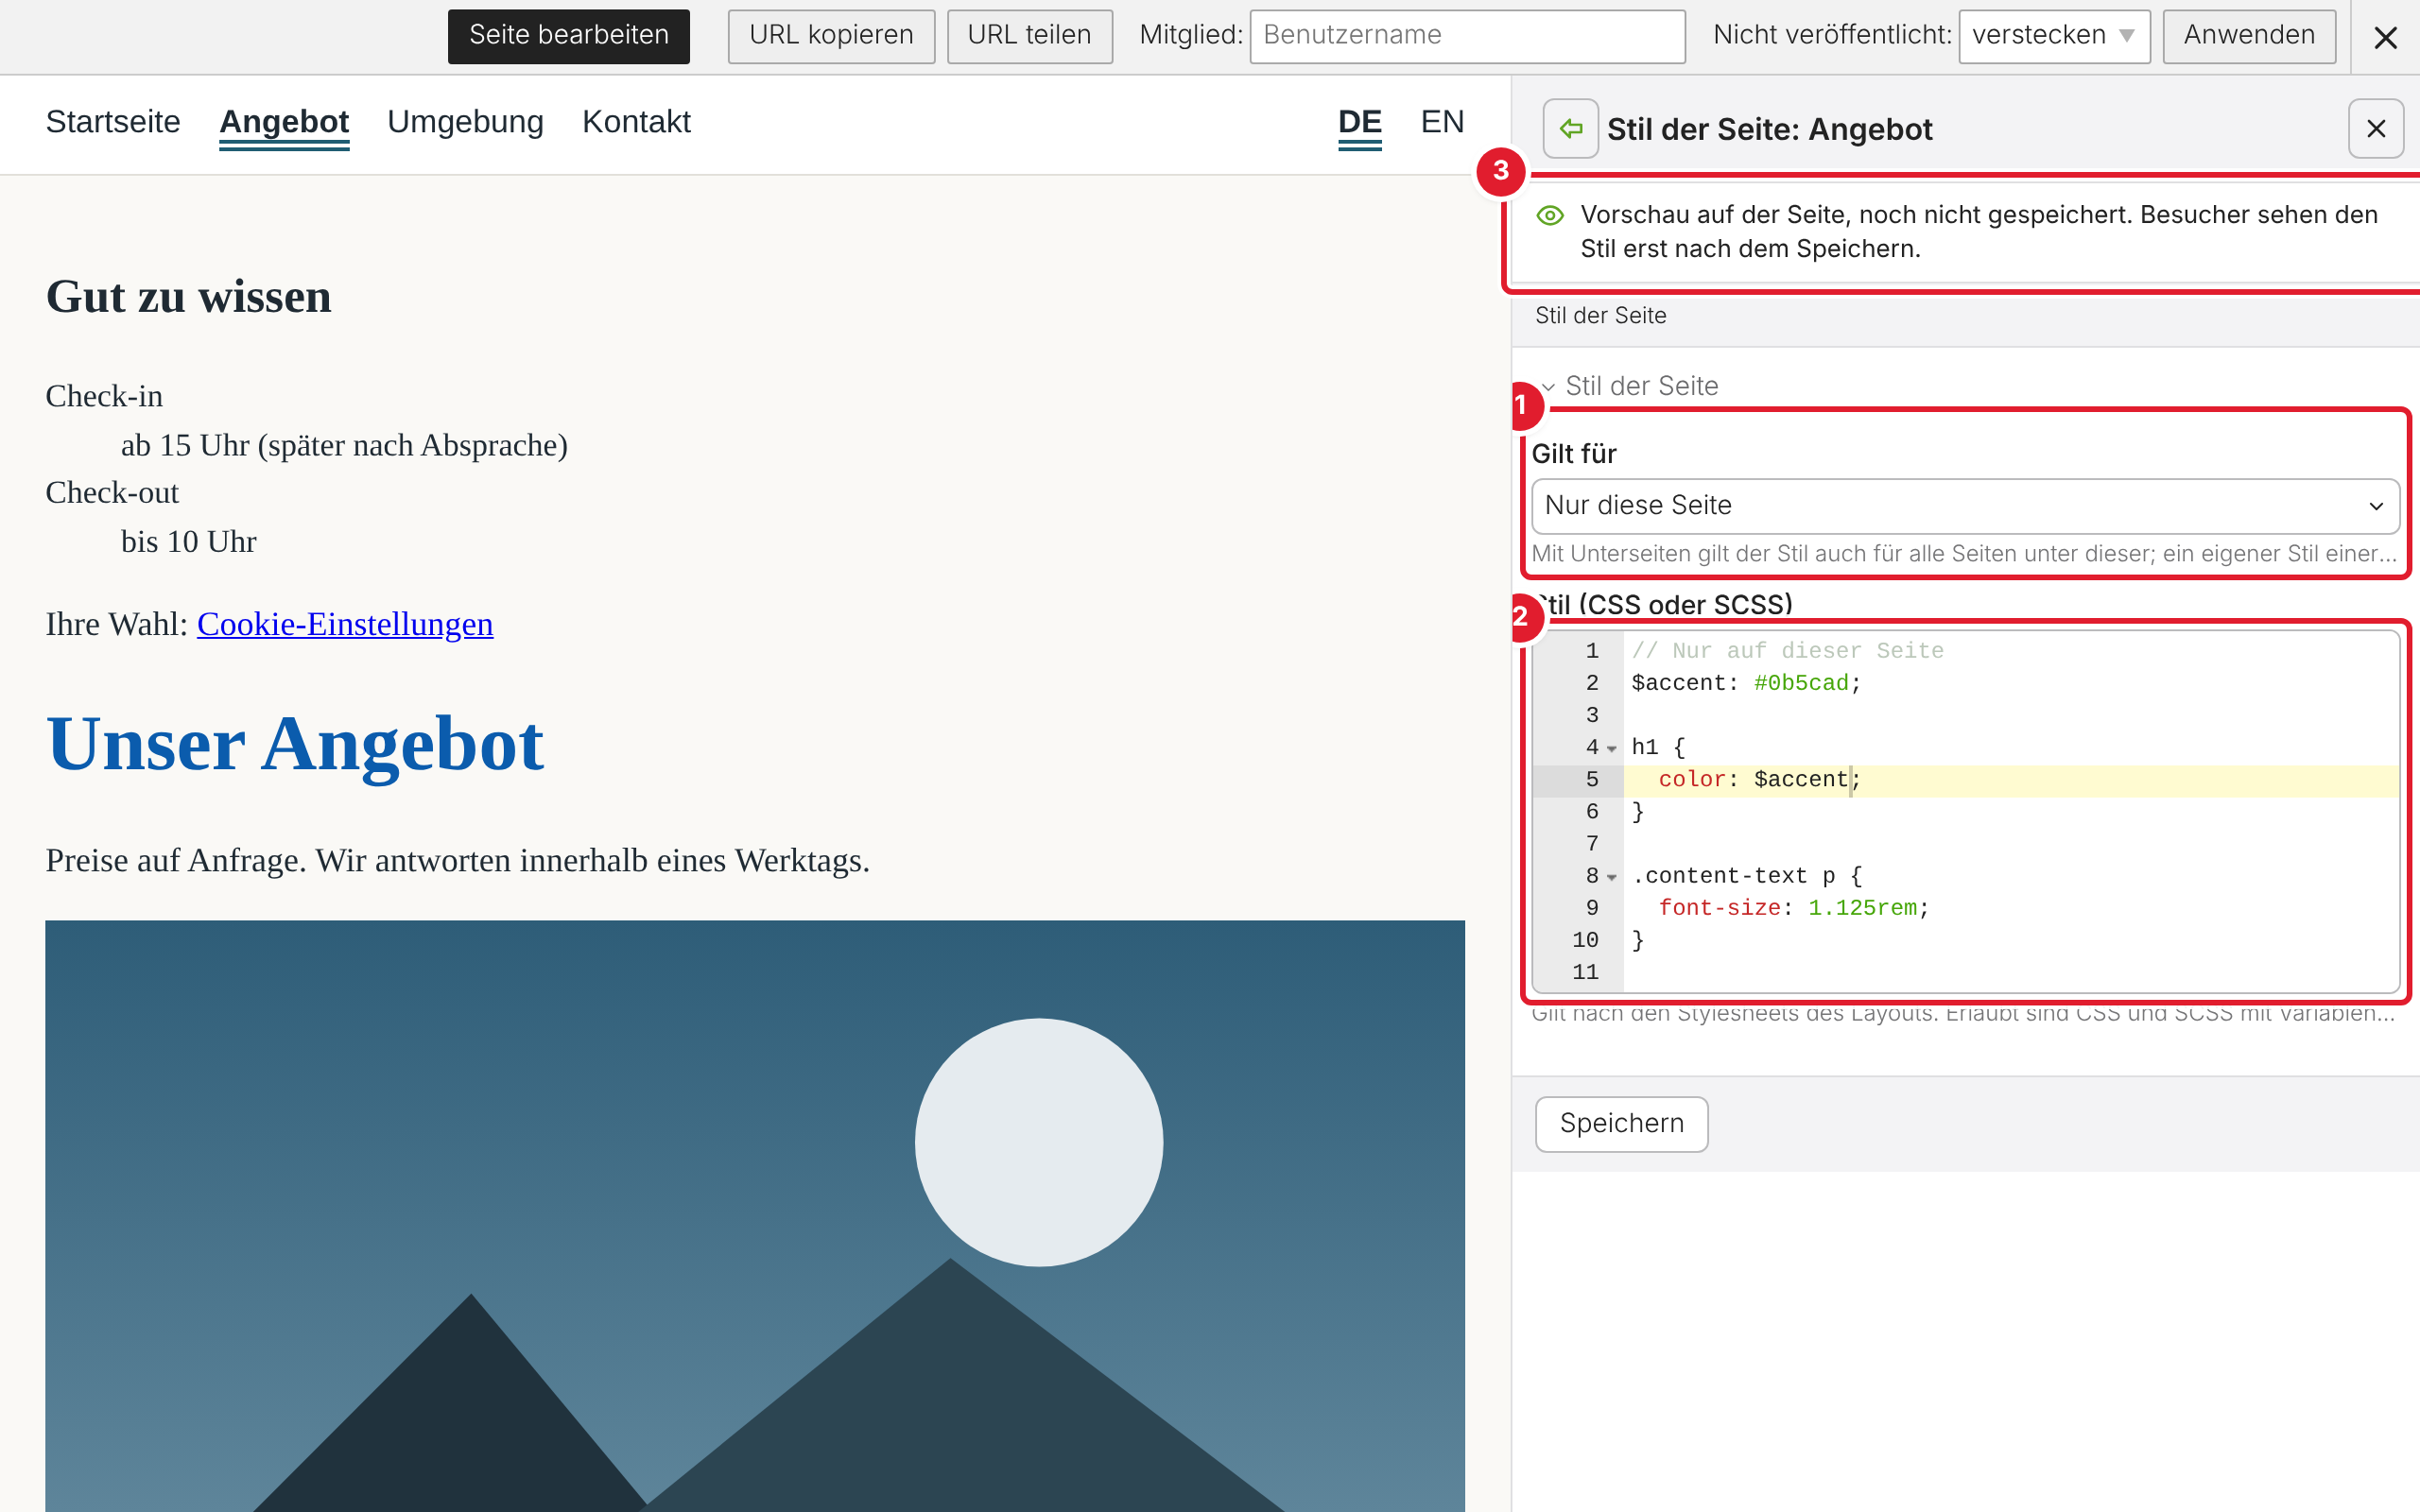 Seite bearbeiten URL kopieren URL teilen Mitglied: Benutzername Nicht veröffentlicht: verstecken Anwenden
Startseite Angebot Umgebung Kontakt DE EN
Gut zu wissen
Check-in
ab 15 Uhr (später nach Absprache)
Check-out
bis 10 Uhr
Ihre Wahl: Cookie-Einstellungen
Unser Angebot
Preise auf Anfrage. Wir antworten innerhalb eines Werktags.
Stil der Seite: Angebot
3
Vorschau auf der Seite, noch nicht gespeichert. Besucher sehen den
Stil erst nach dem Speichern.
Stil der Seite
Stil der Seite
1
Gilt für
Nur diese Seite
Mit Unterseiten gilt der Stil auch für alle Seiten unter dieser; ein eigener Stil einer...
2
Stil (CSS oder SCSS)
1 // Nur auf dieser Seite
2 $accent: #0b5cad;
3
4 h1 {
5 color: $accent;
6 }
7
8 .content-text p {
9 font-size: 1.125rem;
10 }
11
Gilt nach den Stylesheets des Layouts. Erlaubt sind CSS und SCSS mit Variablen...
Speichern